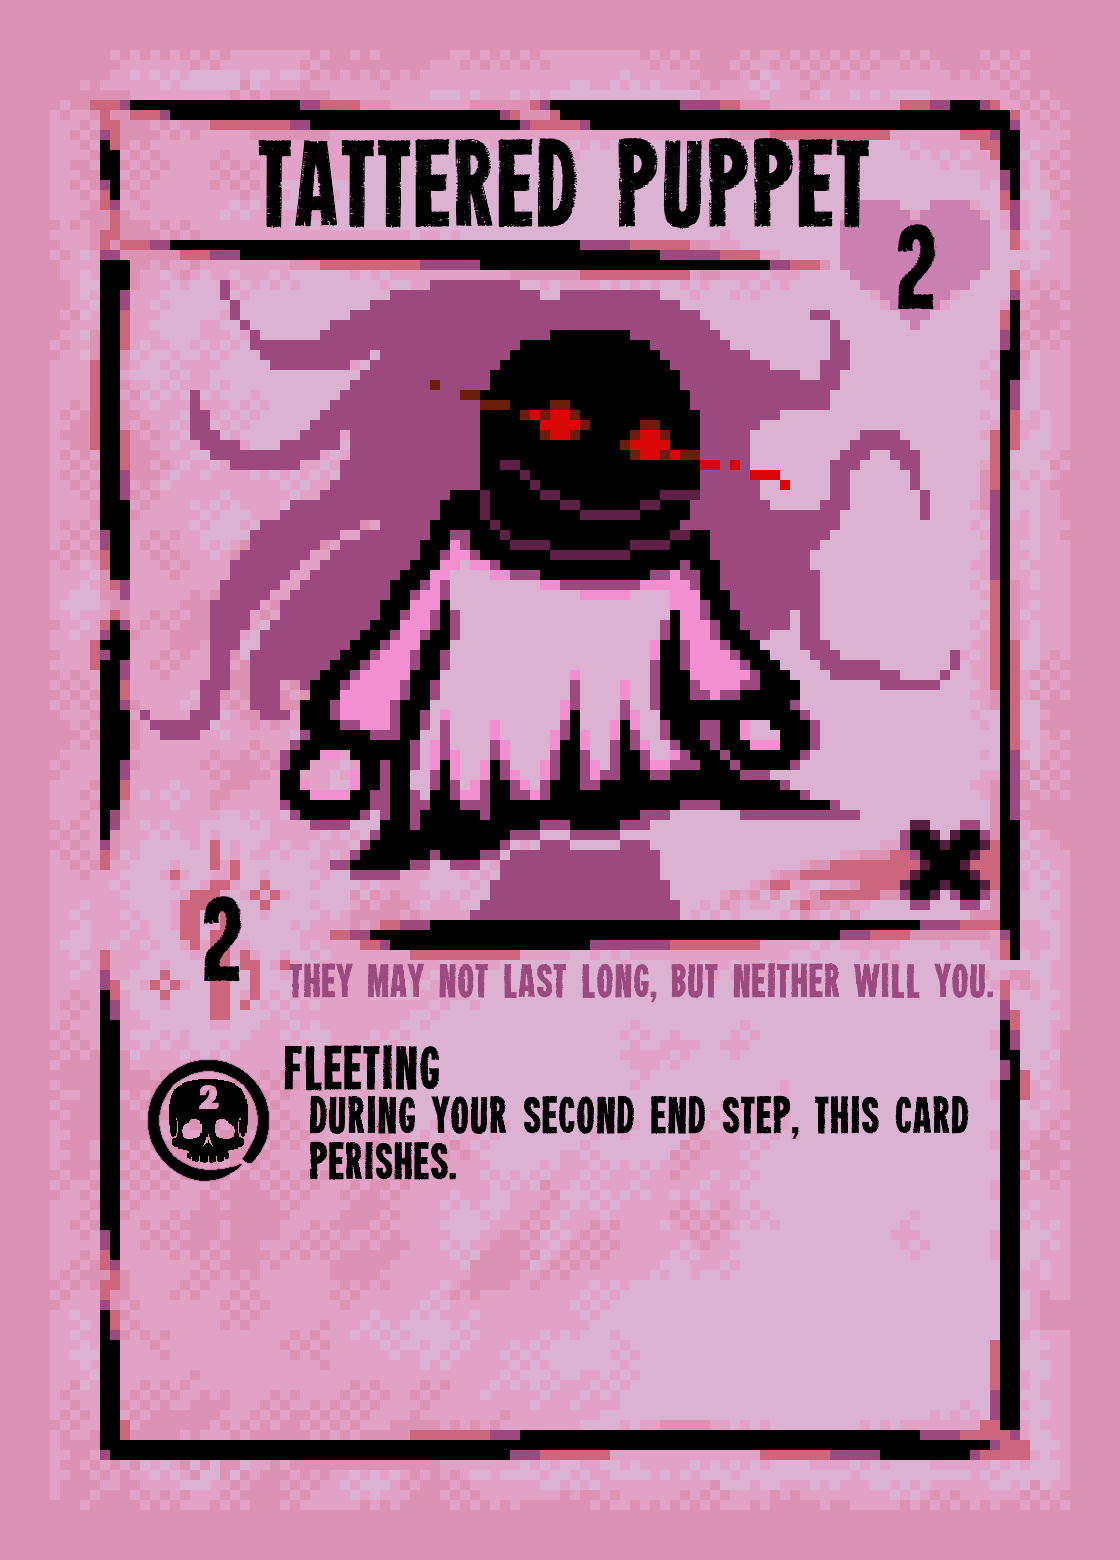 TATTERED PUPPET
2
2
THEY MAY NOT LAST LONG, BUT NEITHER WILL YOU.
FLEETING
2
DURING YOUR SECOND END STEP, THIS CARD
PERISHES.